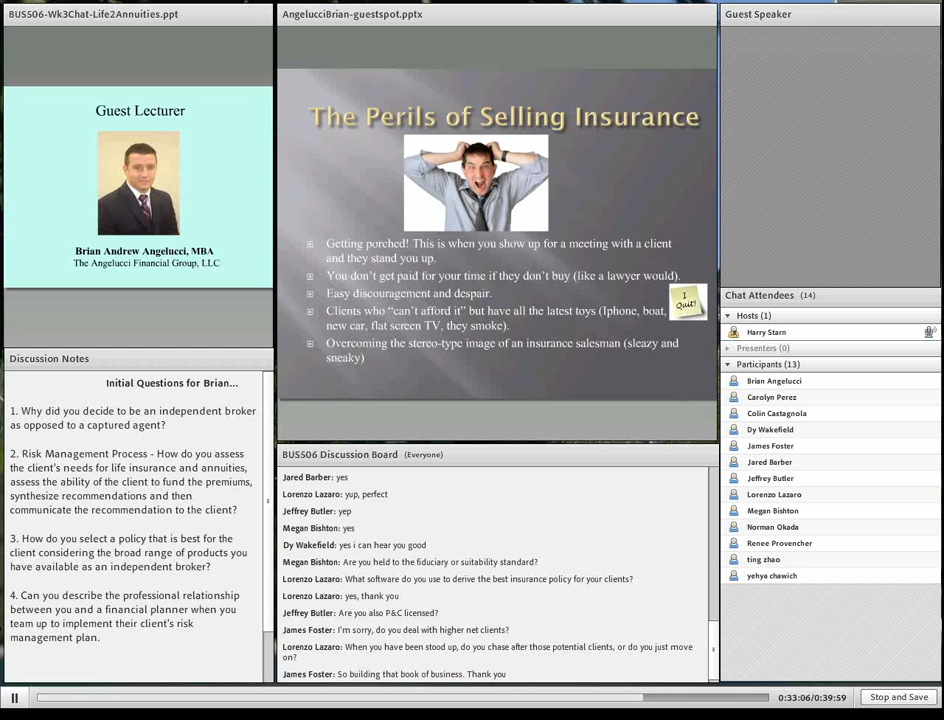 BUS506-Wk3Chat-Life2Annuities.ppt
Guest Lecturer
Brian Andrew Angelucci, MBA
The Angelucci Financial Group, LLC
Discussion Notes
Initial Questions for Brian...
1. Why did you decide to be an independent broker
as opposed to a captured agent?
2. Risk Management Process - How do you assess
the client's needs for life insurance and annuities,
assess the ability of the client to fund the premiums,
synthesize recommendations and then
communicate the recommendation to the client?
3. How do you select a policy that is best for the
client considering the broad range of products you
have available as an independent broker?
4. Can you describe the professional relationship
between you and a financial planner when you
team up to implement their client's risk
management plan.
AngelucciBrian-guestspot.pptx
The Perils of Selling Insurance
Getting porched! This is when you show up for a meeting with a client
and they stand you up.
You don't get paid for your time if they don't buy (like a lawyer would).
Easy discouragement and despair.
Clients who "can't afford it" but have all the latest toys (Iphone, boat,
new car, flat screen TV, they smoke).
Overcoming the stereo-type image of an insurance salesman (sleazy and
sneaky)
I
Quit!
BUS506 Discussion Board (Everyone)
Jared Barber: yes
Lorenzo Lazaro: yup, perfect
Jeffrey Butler: yep
Megan Bishton: yes
Dy Wakefield: yes i can hear you good
Megan Bishton: Are you held to the fiduciary or suitability standard?
Lorenzo Lazaro: What software do you use to derive the best insurance policy for your clients?
Lorenzo Lazaro: yes, thank you
Jeffrey Butler: Are you also P&C licensed?
James Foster: I'm sorry, do you deal with higher net clients?
Lorenzo Lazaro: When you have been stood up, do you chase after those potential clients, or do you just move
on?
James Foster: So building that book of business. Thank you
Guest Speaker
Chat Attendees (14)
Hosts (1)
Harry Starn
Presenters (0)
Participants (13)
Brian Angelucci
Carolyn Perez
Colin Castagnola
Dy Wakefield
James Foster
Jared Barber
Jeffrey Butler
Lorenzo Lazaro
Megan Bishton
Norman Okada
Renee Provencher
ting zhao
yehya chawich
0:33:06/0:39:59
Stop and Save